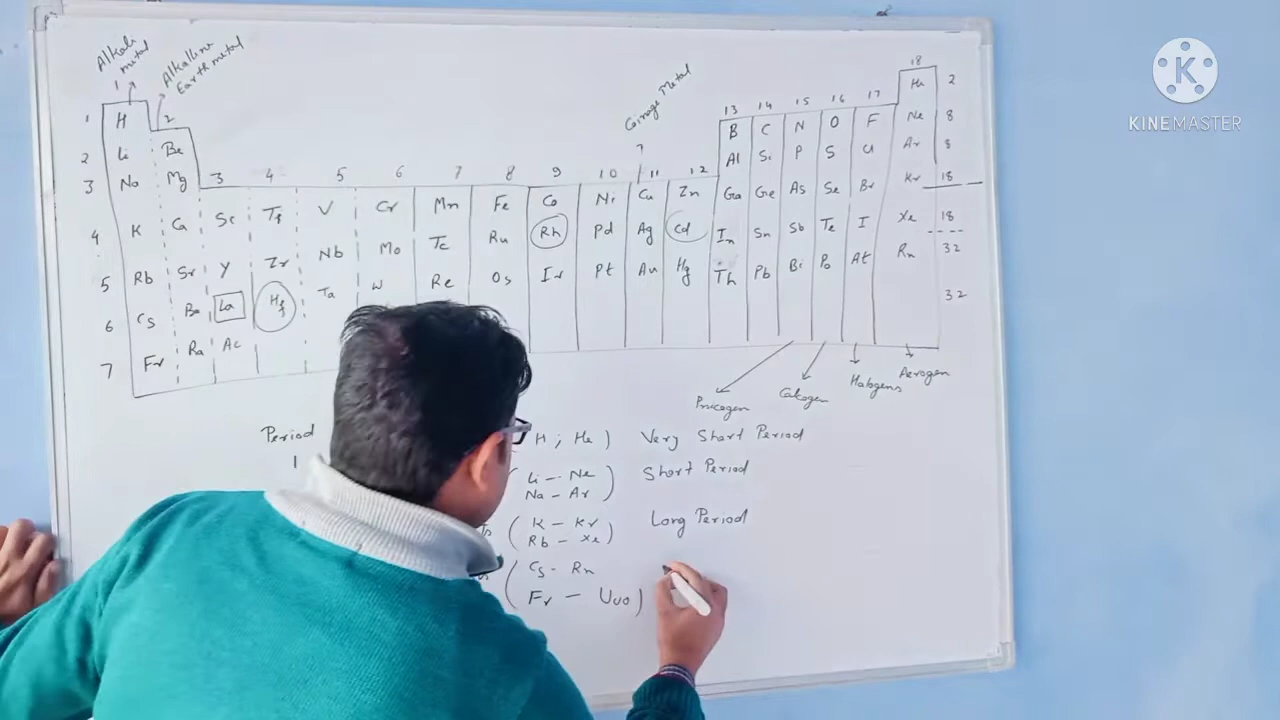 Alkali metal
Alkaline Earth metal
Coinage Metal
18
1 H 2 13 14 15 16 17 He 2
2 Li Be B C N O F Ne 8
3 Na Mg 3 4 5 6 7 8 9 10 11 12 Al Si P S Cl Ar 8
4 K Ca Sc Ti V Cr Mn Fe Co Ni Cu Zn Ga Ge As Se Br Kr 18
5 Rb Sr Y Zr Nb Mo Tc Ru Rh Pd Ag Cd In Sn Sb Te I Xe 18
6 Cs Ba La Hf Ta W Re Os Ir Pt Au Hg Th Pb Bi Po At Rn 32
7 Fr Ra Ac 32
Pnicogen Calcogen Halogens Aerogen
Period
1 H ; He ) Very Short Period
( Li - Ne
Na - Ar ) Short Period
( K - Kr
Rb - Xe ) Long Period
( Cs - Rn
Fr - Uuo )
K
KINEMASTER